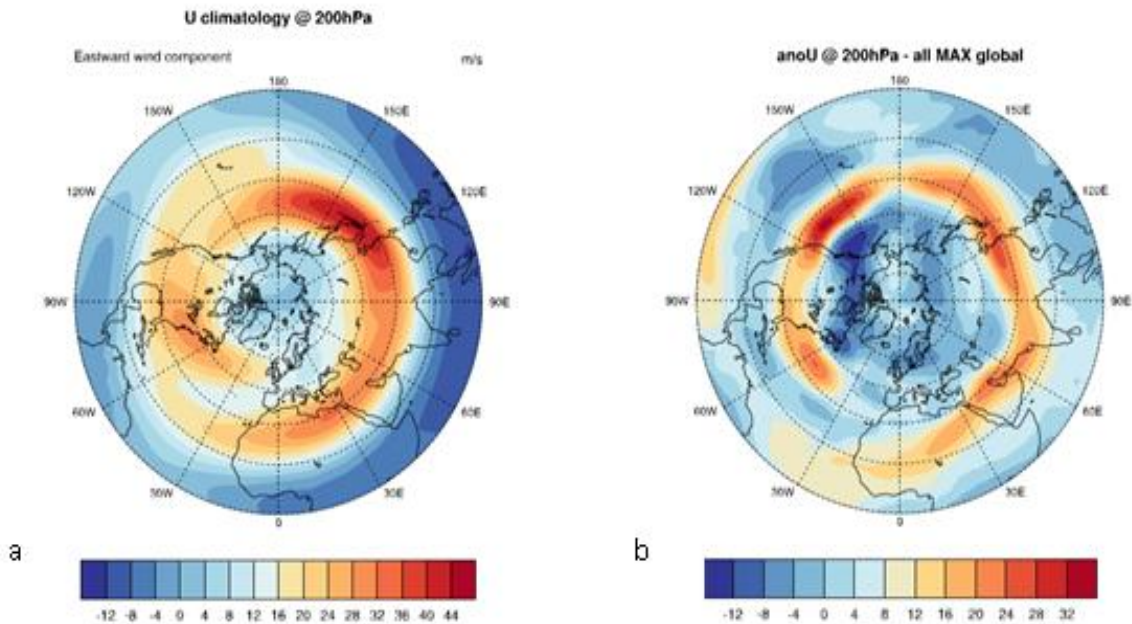 U climatology @ 200hPa
Eastward wind component
m/s
180
150W
150E
120W
120E
90W
90E
60W
60E
30W
30E
0
a
-12 -8 -4 0 4 8 12 16 20 24 28 32 36 40 44
anoU @ 200hPa - all MAX global
180
150W
150E
120W
120E
90W
90E
60W
60E
30W
30E
0
b
-12 -8 -4 0 4 8 12 16 20 24 28 32